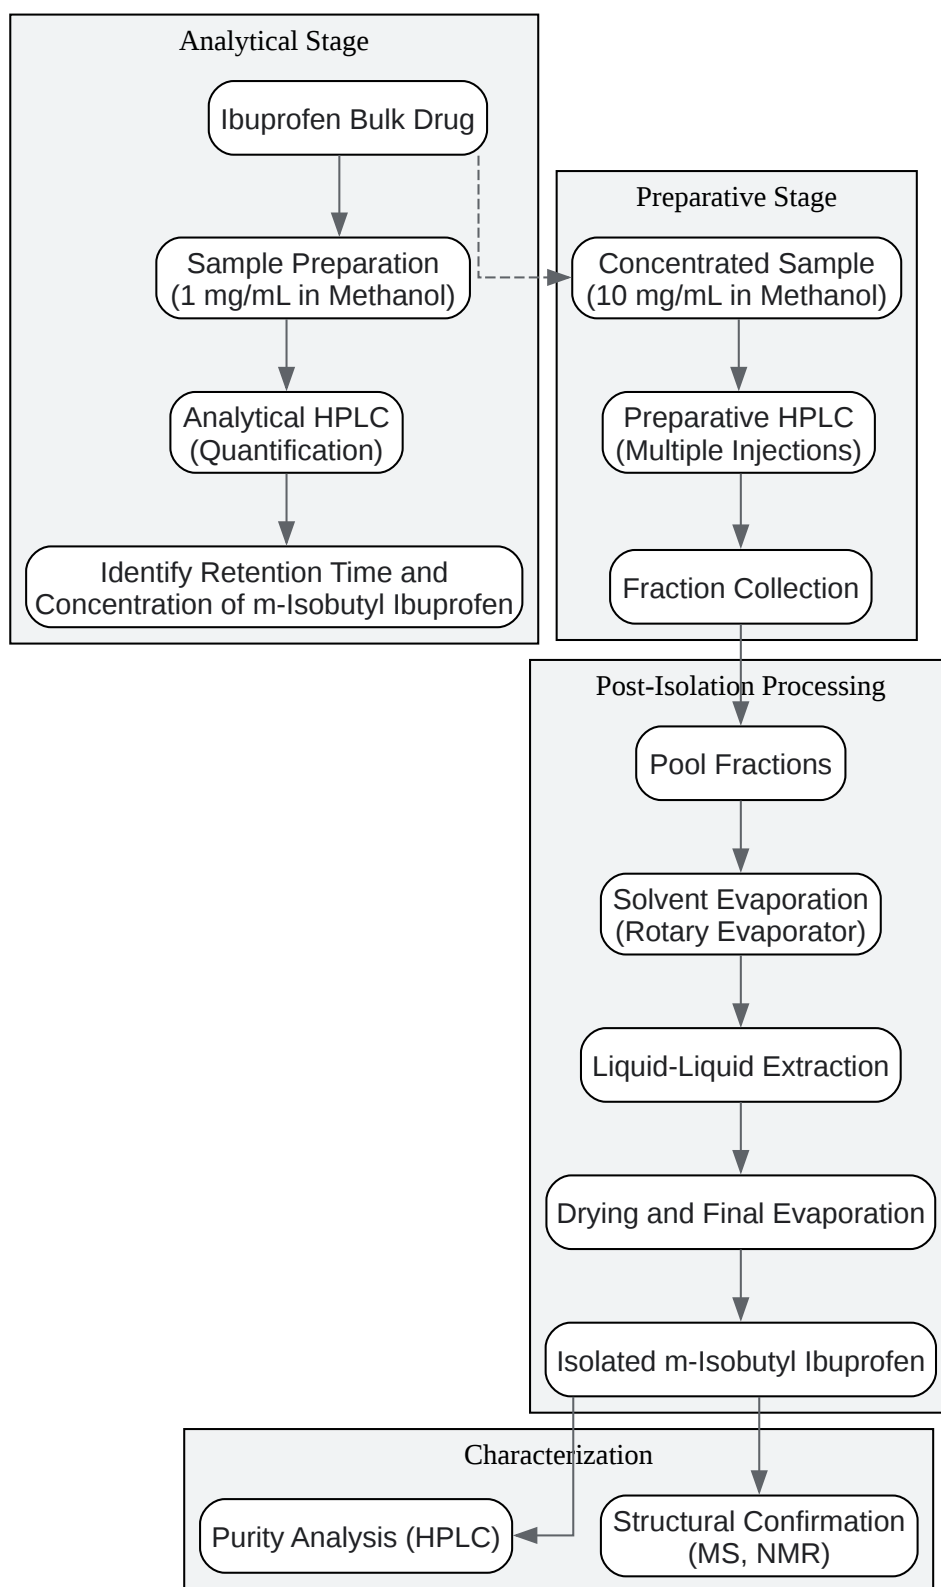 Analytical Stage
Ibuprofen Bulk Drug
Sample Preparation
(1 mg/mL in Methanol)
Analytical HPLC
(Quantification)
Identify Retention Time and
Concentration of m-Isobutyl Ibuprofen
Preparative Stage
Concentrated Sample
(10 mg/mL in Methanol)
Preparative HPLC
(Multiple Injections)
Fraction Collection
Post-Isolation Processing
Pool Fractions
Solvent Evaporation
(Rotary Evaporator)
Liquid-Liquid Extraction
Drying and Final Evaporation
Isolated m-Isobutyl Ibuprofen
Characterization
Purity Analysis (HPLC)
Structural Confirmation
(MS, NMR)